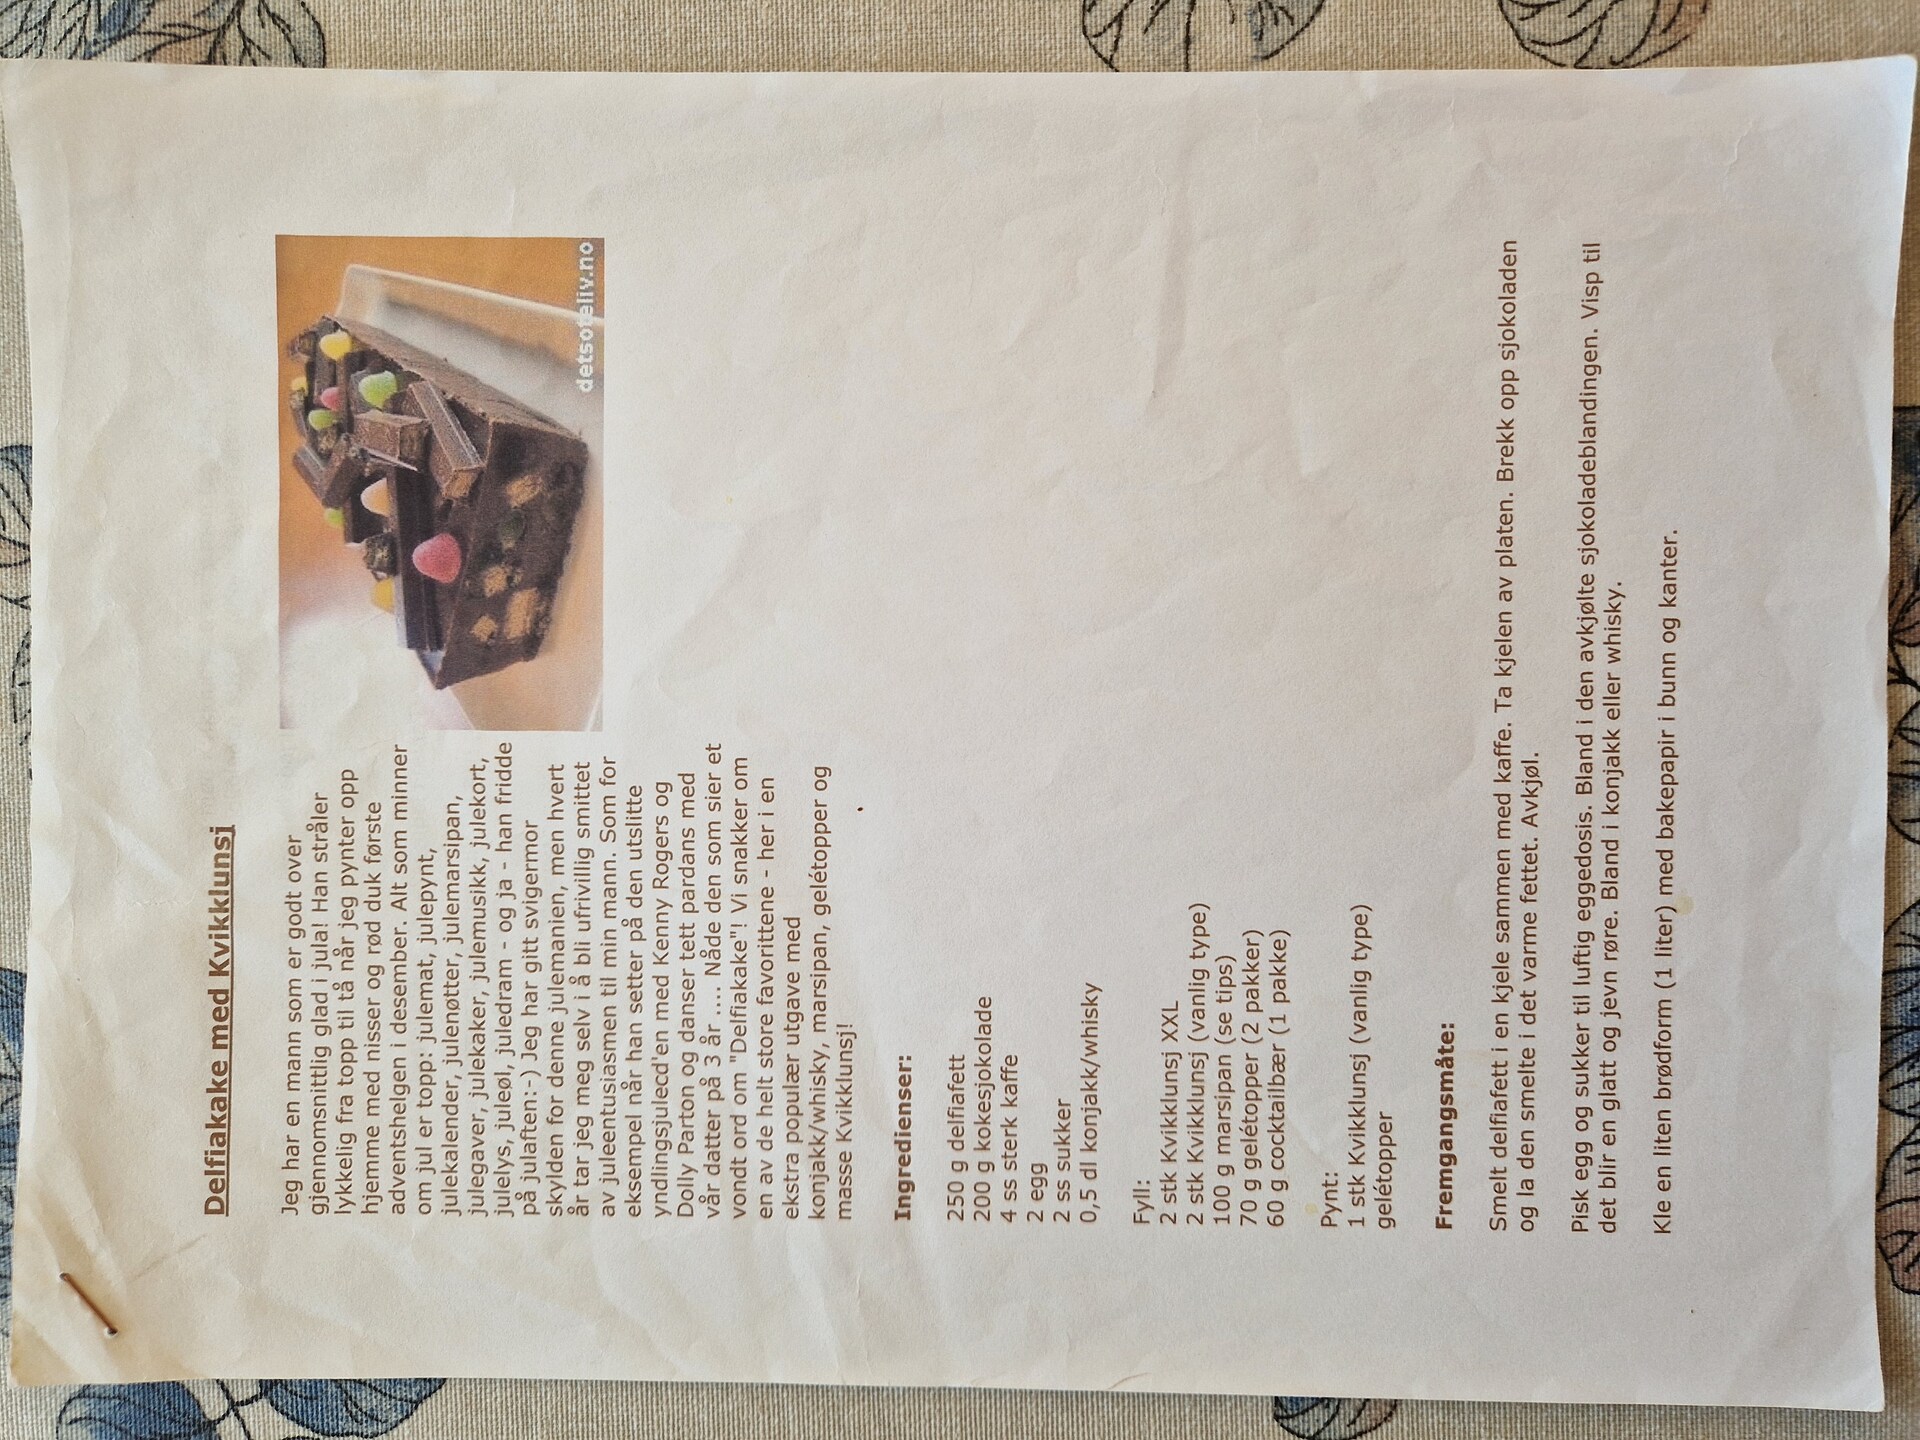 Delfiakake med Kvikklunsj
Jeg har en mann som er godt over
gjennomsnittlig glad i jula! Han stråler
lykkelig fra topp til tå når jeg pynter opp
hjemme med nisser og rød duk første
adventshelgen i desember. Alt som minner
om jul er topp: julemat, julepynt,
julekalender, julenøtter, julemarsipan,
julegaver, julekaker, julemusikk, julekort,
julelys, juleøl, juledram - og ja - han fridde
på julaften:-) Jeg har gitt svigermor
skylden for denne julemanien, men hvert
år tar jeg meg selv i å bli ufrivillig smittet
av juleentusiasmen til min mann. Som for
eksempel når han setter på den utslitte
yndlingsjulecd'en med Kenny Rogers og
Dolly Parton og danser tett pardans med
vår datter på 3 år .... Nåde den som sier et
vondt ord om "Delfiakake"! Vi snakker om
en av de helt store favorittene - her i en
ekstra populær utgave med
konjakk/whisky, marsipan, gelétopper og
masse Kvikklunsj!
detsoteliv.no
Ingredienser:
250 g delfiafett
200 g kokesjokolade
4 ss sterk kaffe
2 egg
2 ss sukker
0,5 dl konjakk/whisky
Fyll:
2 stk Kvikklunsj XXL
2 stk Kvikklunsj (vanlig type)
100 g marsipan (se tips)
70 g gelétopper (2 pakker)
60 g cocktailbær (1 pakke)
Pynt:
1 stk Kvikklunsj (vanlig type)
gelétopper
Fremgangsmåte:
Smelt delfiafett i en kjele sammen med kaffe. Ta kjelen av platen. Brekk opp sjokoladen
og la den smelte i det varme fettet. Avkjøl.
Pisk egg og sukker til luftig eggedosis. Bland i den avkjølte sjokoladeblandingen. Visp til
det blir en glatt og jevn røre. Bland i konjakk eller whisky.
Kle en liten brødform (1 liter) med bakepapir i bunn og kanter.